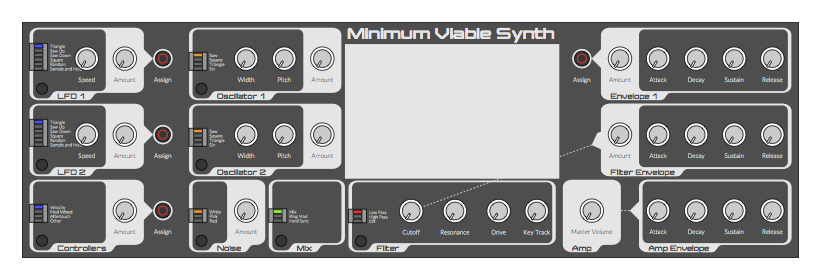 Minimum Viable Synth
Triangle
Saw Up
Saw Down
Square
Random
Sample and Hold
Speed
Amount
Assign
LFO 1
Saw
Square
Triangle
Sin
Width
Pitch
Amount
Oscillator 1
Assign
Amount
Attack
Decay
Sustain
Release
Envelope 1
Triangle
Saw Up
Saw Down
Square
Random
Sample and Hold
Speed
Amount
Assign
LFO 2
Saw
Square
Triangle
Sin
Width
Pitch
Amount
Oscillator 2
Amount
Attack
Decay
Sustain
Release
Filter Envelope
Velocity
Mod Wheel
Aftertouch
Other
Amount
Assign
Controllers
White
Pink
Red
Amount
Noise
Mix
Ring Mod
Hard Sync
Mix
Low Pass
High Pass
Off
Cutoff
Resonance
Drive
Key Track
Filter
Master Volume
Amp
Attack
Decay
Sustain
Release
Amp Envelope